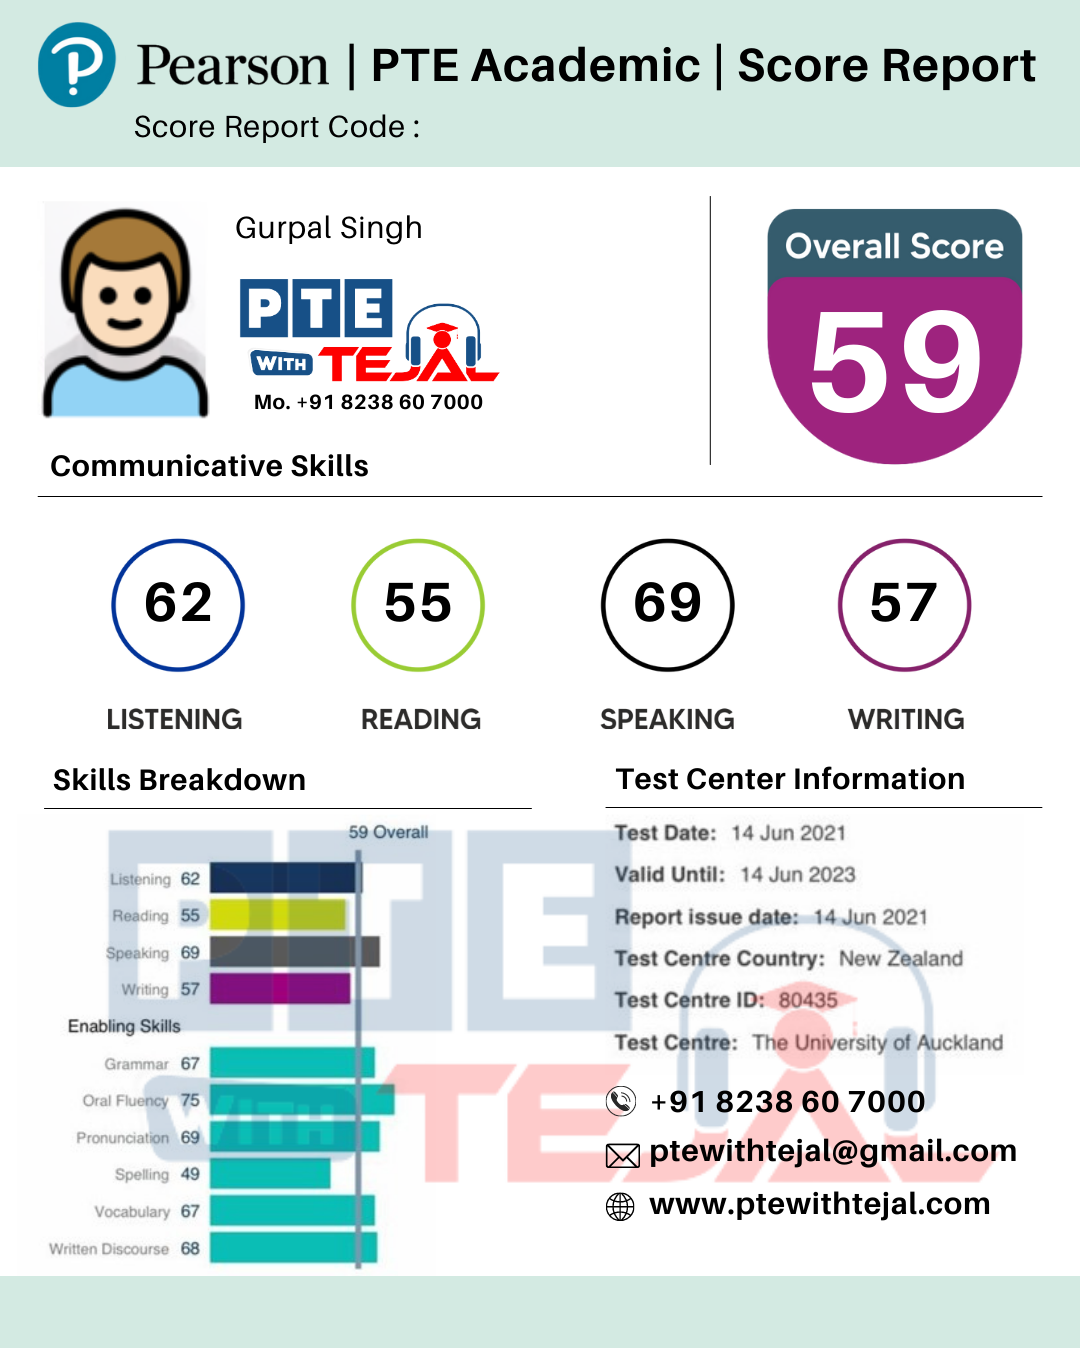 Pearson | PTE Academic | Score Report
Score Report Code :
Gurpal Singh
PTE
WITH TEJAL
Mo. +91 8238 60 7000
Overall Score
59
Communicative Skills
62 55 69 57
LISTENING READING SPEAKING WRITING
Skills Breakdown
59 Overall
Listening 62
Reading 55
Speaking 69
Writing 57
Enabling Skills
Grammar 67
Oral Fluency 75
Pronunciation 69
Spelling 49
Vocabulary 67
Written Discourse 68
Test Center Information
Test Date: 14 Jun 2021
Valid Until: 14 Jun 2023
Report issue date: 14 Jun 2021
Test Centre Country: New Zealand
Test Centre ID: 80435
Test Centre: The University of Auckland
+91 8238 60 7000
ptewithtejal@gmail.com
www.ptewithtejal.com
PTE
WITH TEJAL